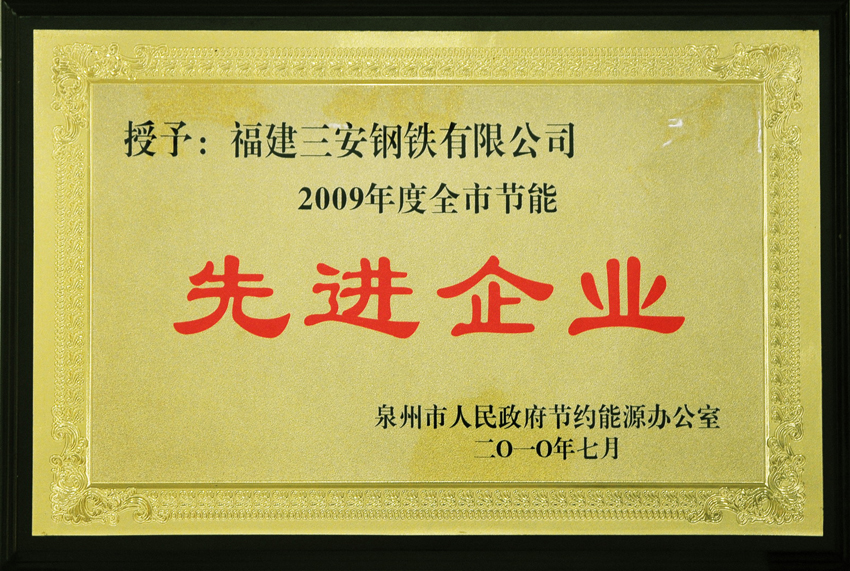 授予：福建三安钢铁有限公司
2009年度全市节能
先进企业
泉州市人民政府节约能源办公室
二O一O年七月